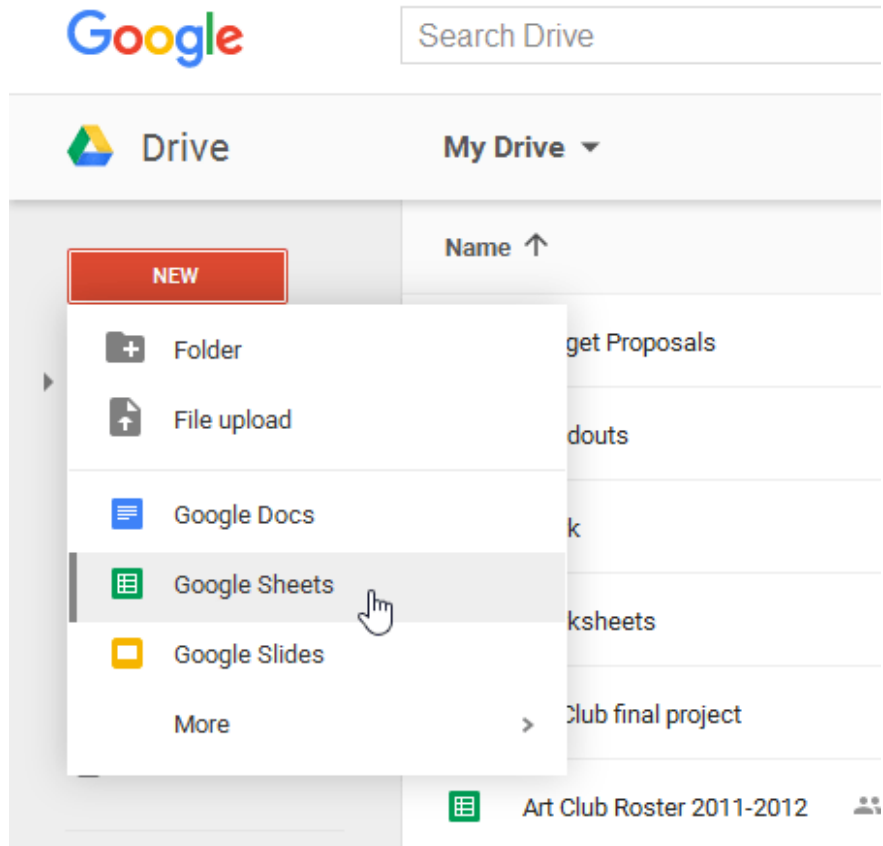 Google
Search Drive
Drive
My Drive
Name
NEW
Folder
File upload
Google Docs
Google Sheets
Google Slides
More
get Proposals
douts
k
ksheets
Club final project
Art Club Roster 2011-2012